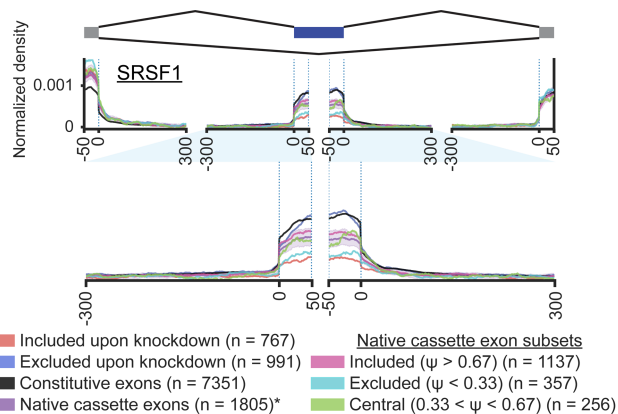 Normalized density
SRSF1
0.001
0
-50
0
300
-300
0
50
-50
0
300
-300
0
50
-300
0
50
-50
0
300
Included upon knockdown (n = 767)
Excluded upon knockdown (n = 991)
Constitutive exons (n = 7351)
Native cassette exons (n = 1805)*
Native cassette exon subsets
Included (ψ > 0.67) (n = 1137)
Excluded (ψ < 0.33) (n = 357)
Central (0.33 < ψ < 0.67) (n = 256)